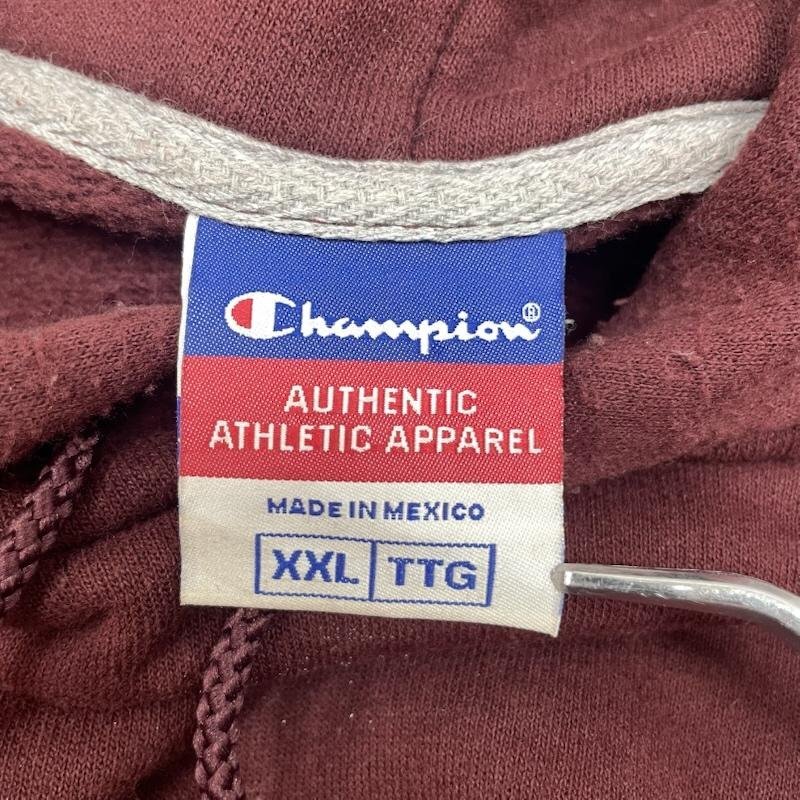 Champion®
AUTHENTIC
ATHLETIC APPAREL
MADE IN MEXICO
XXL TTG